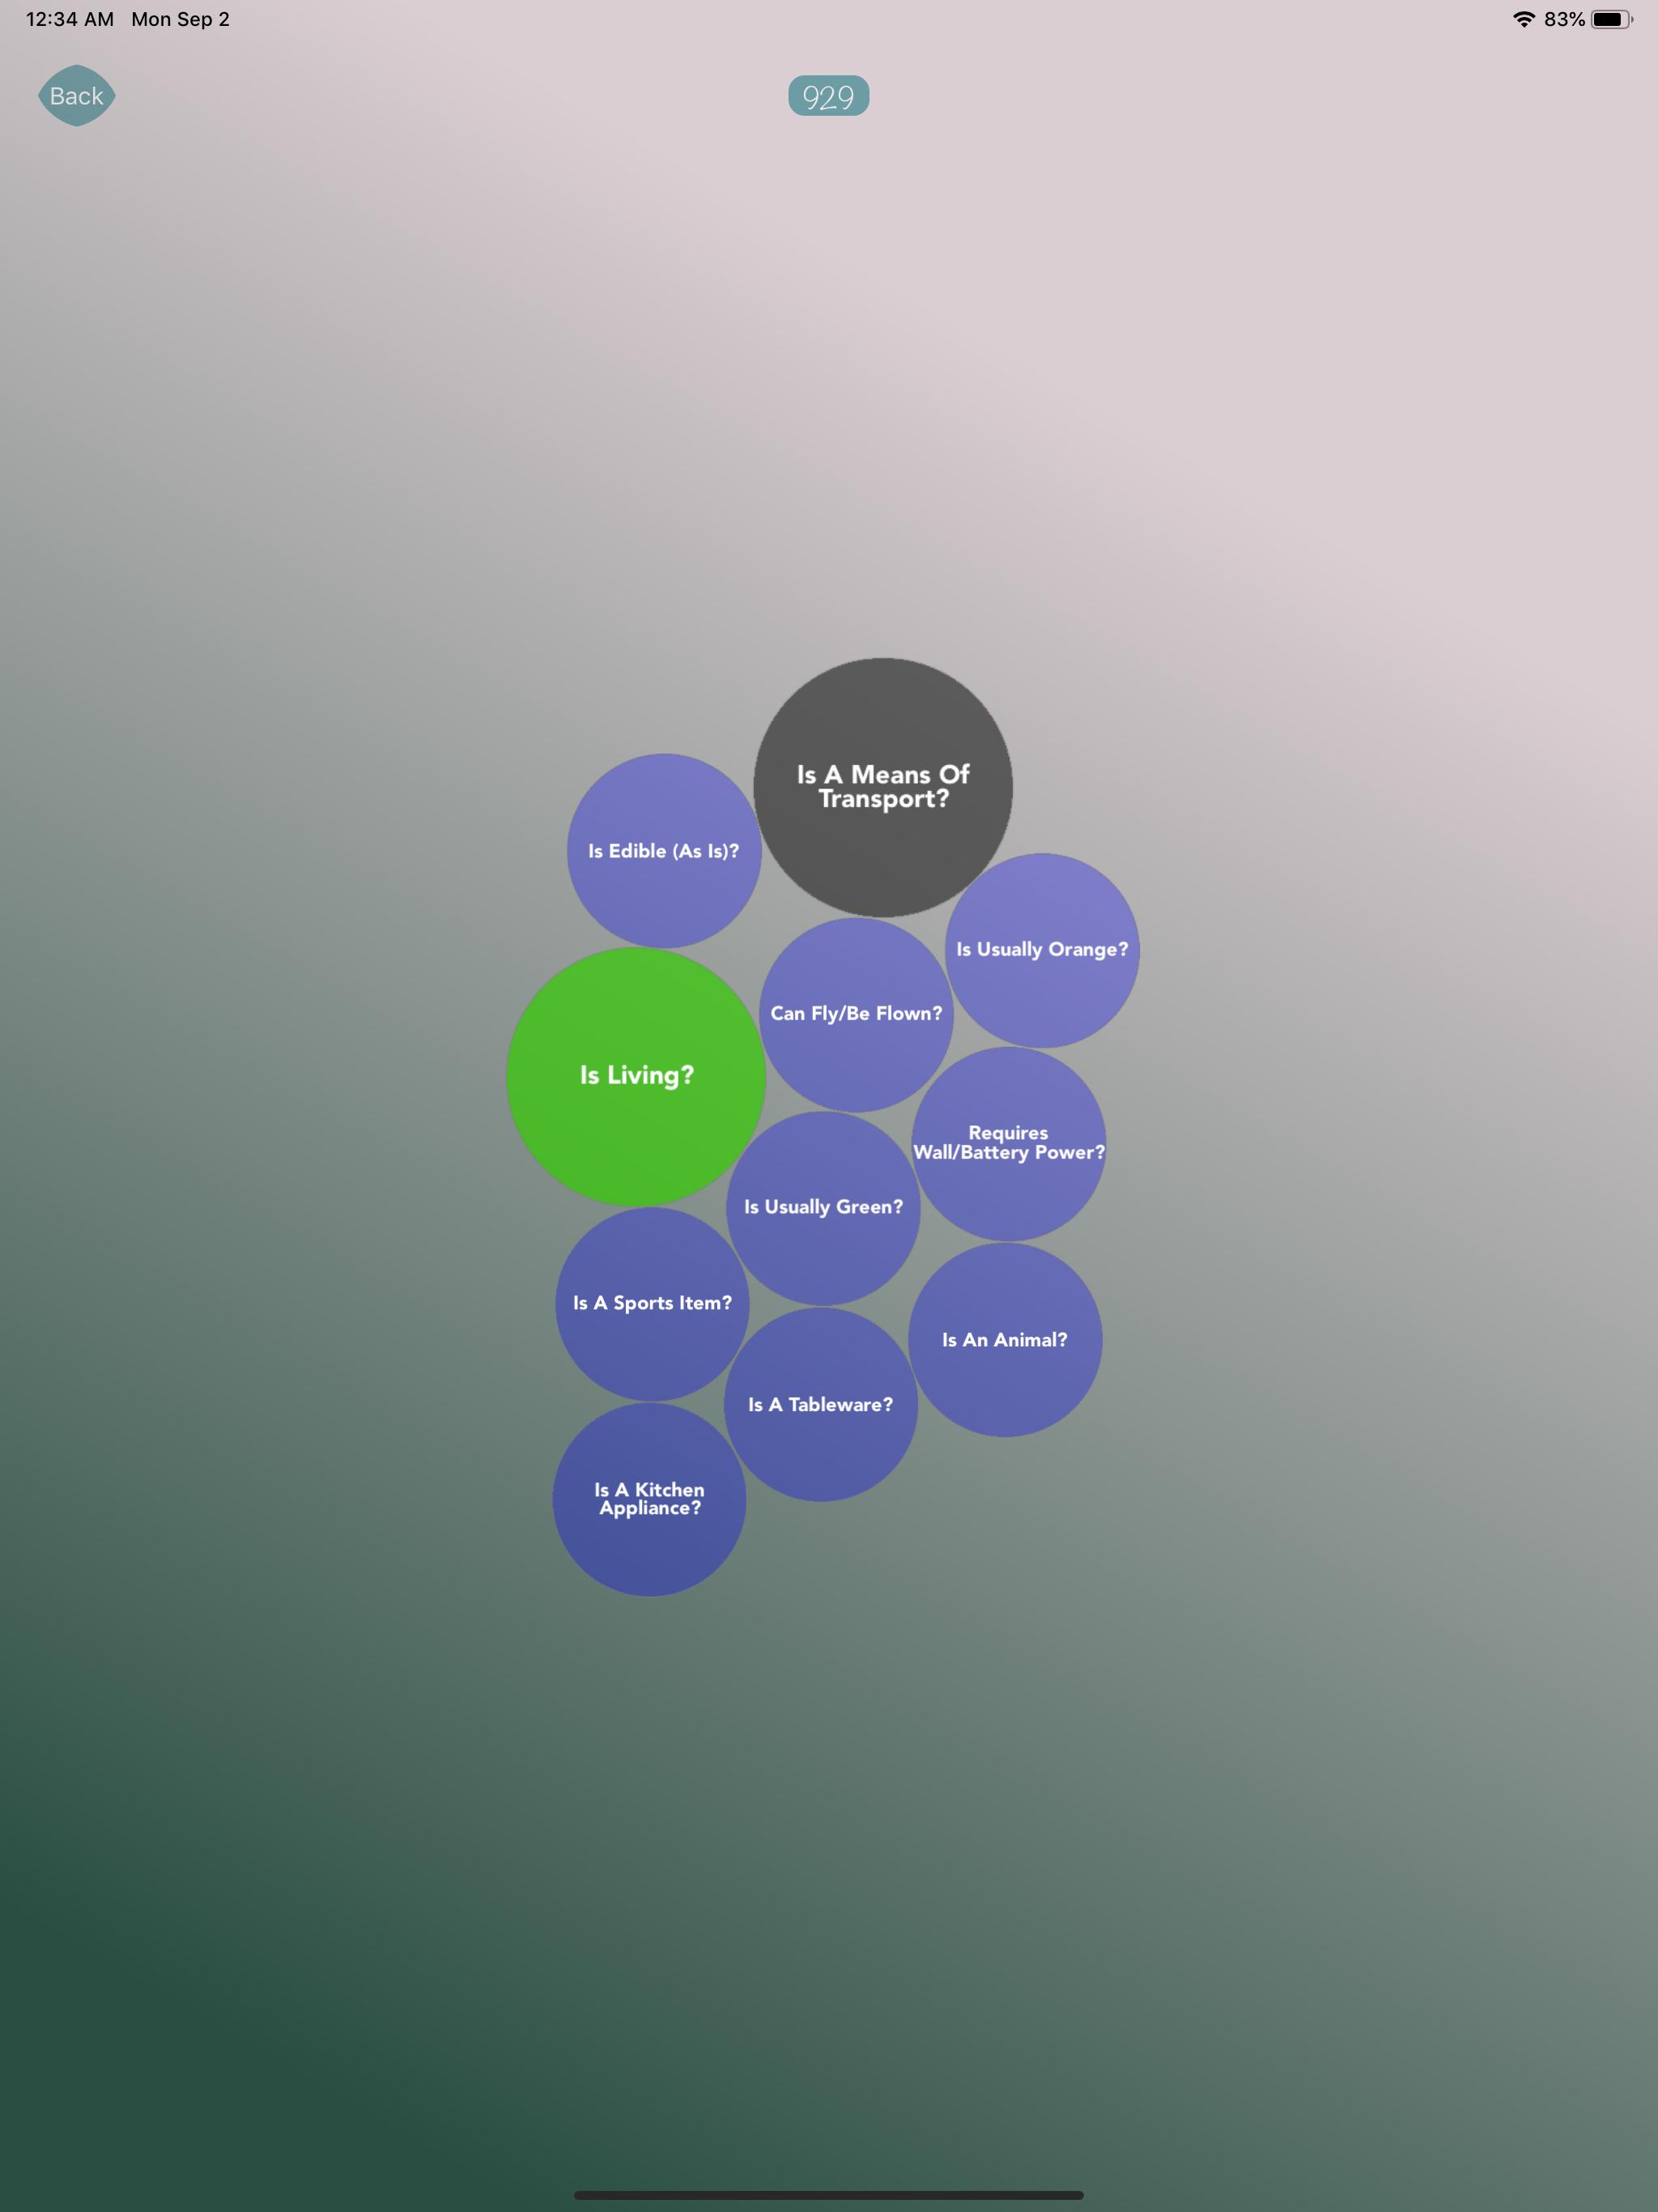 12:34 AM Mon Sep 2
83%
Back
929
Is A Means Of
Transport?
Is Edible (As Is)?
Is Usually Orange?
Can Fly/Be Flown?
Is Living?
Requires
Wall/Battery Power?
Is Usually Green?
Is A Sports Item?
Is An Animal?
Is A Tableware?
Is A Kitchen
Appliance?